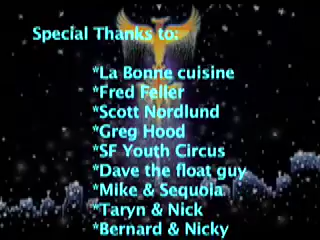 Special Thanks to:
*La Bonne cuisine
*Fred Feller
*Scott Nordlund
*Greg Hood
*SF Youth Circus
*Dave the float guy
*Mike & Sequoia
*Taryn & Nick
*Bernard & Nicky